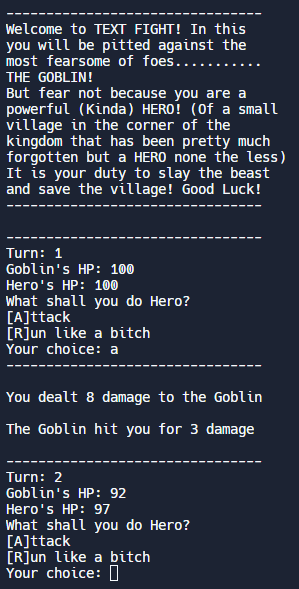 --------------------------------
Welcome to TEXT FIGHT! In this
you will be pitted against the
most fearsome of foes...........
THE GOBLIN!
But fear not because you are a
powerful (Kinda) HERO! (Of a small
village in the corner of the
kingdom that has been pretty much
forgotten but a HERO none the less)
It is your duty to slay the beast
and save the village! Good Luck!
--------------------------------
--------------------------------
Turn: 1
Goblin's HP: 100
Hero's HP: 100
What shall you do Hero?
[A]ttack
[R]un like a bitch
Your choice: a
--------------------------------
You dealt 8 damage to the Goblin
The Goblin hit you for 3 damage
--------------------------------
Turn: 2
Goblin's HP: 92
Hero's HP: 97
What shall you do Hero?
[A]ttack
[R]un like a bitch
Your choice: